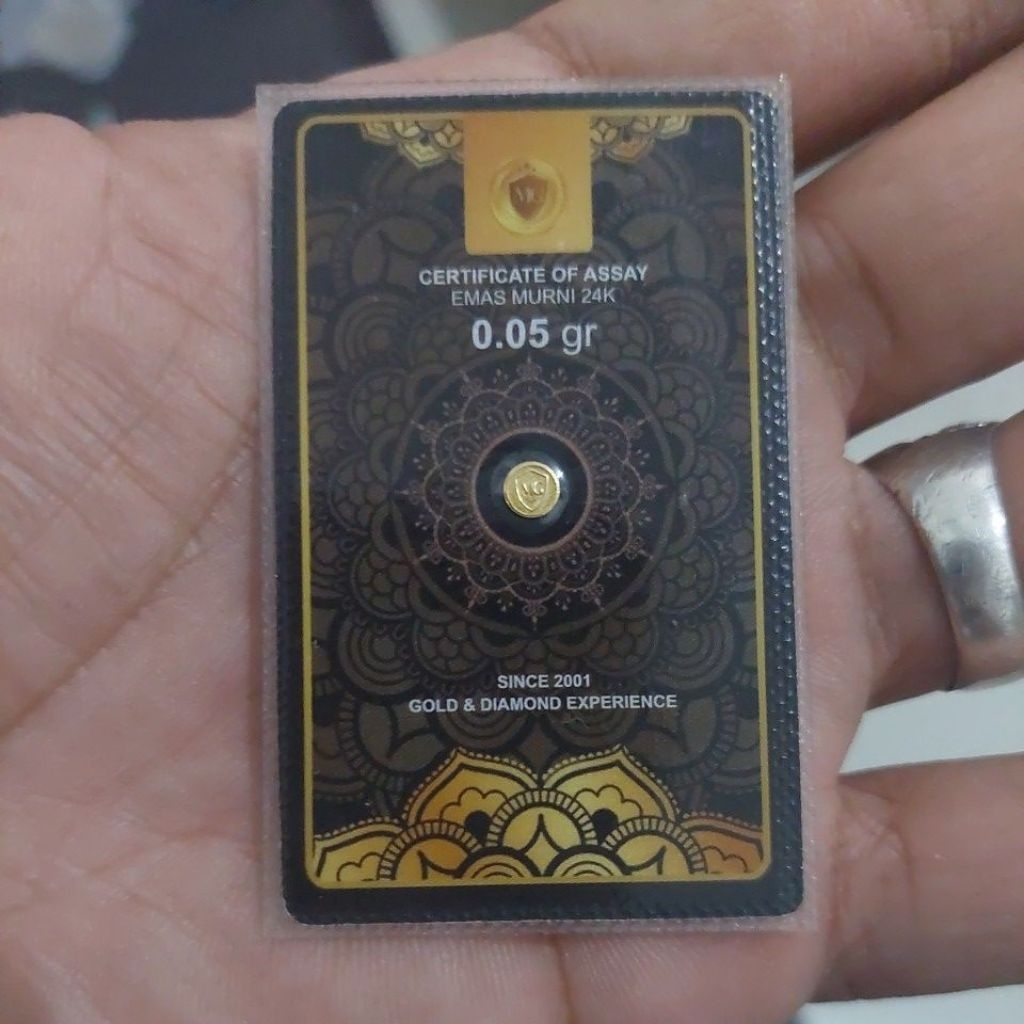 CERTIFICATE OF ASSAY
EMAS MURNI 24K
0.05 gr
SINCE 2001
GOLD & DIAMOND EXPERIENCE